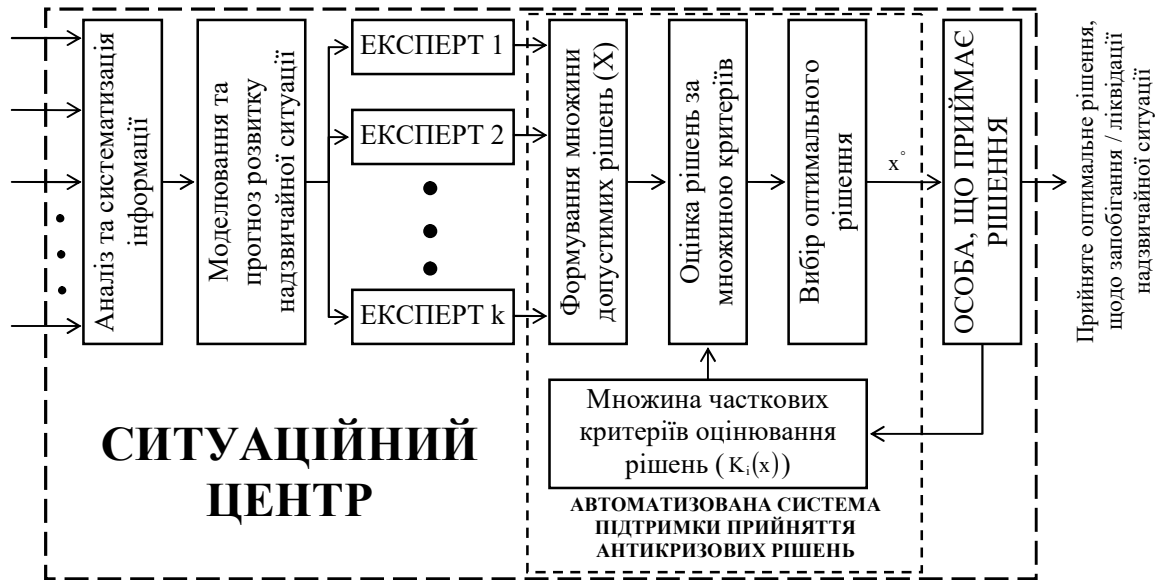 Аналіз та систематизація
інформації
Моделювання та
прогноз розвитку
надзвичайної ситуації
ЕКСПЕРТ 1
ЕКСПЕРТ 2
ЕКСПЕРТ k
Формування множини
допустимих рішень (X)
Оцінка рішень за
множиною критеріїв
Вибір оптимального
рішення
x°
ОСОБА, ЩО ПРИЙМАЄ
РІШЕННЯ
Прийняте оптимальне рішення,
щодо запобігання / ліквідації
надзвичайної ситуації
Множина часткових
критеріїв оцінювання
рішень ( K_i(x))
СИТУАЦІЙНИЙ
ЦЕНТР
АВТОМАТИЗОВАНА СИСТЕМА
ПІДТРИМКИ ПРИЙНЯТТЯ
АНТИКРИЗОВИХ РІШЕНЬ